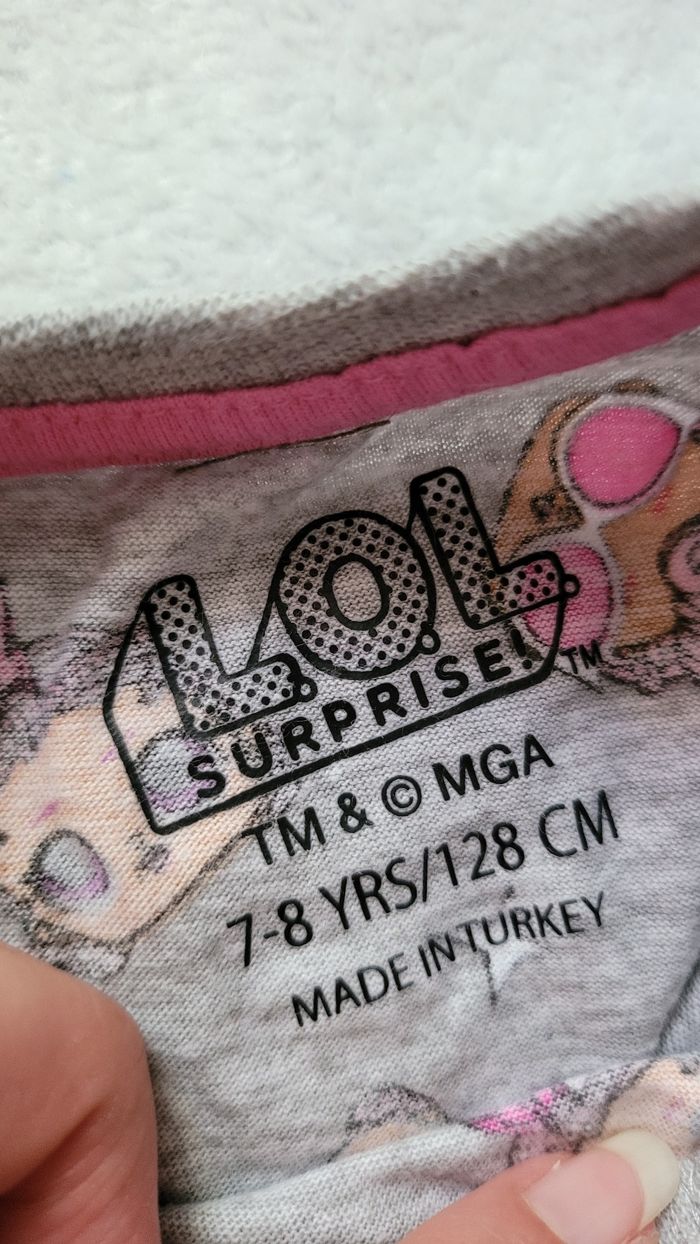 L.O.L.
SURPRISE!™
TM & © MGA
7-8 YRS/128 CM
MADE IN TURKEY